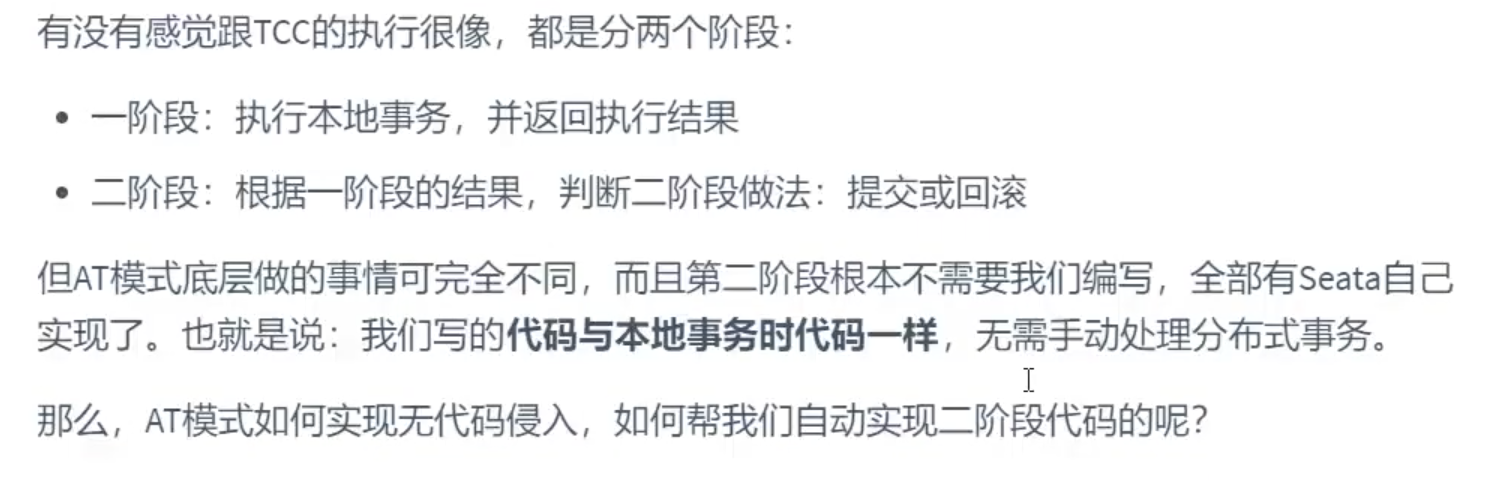 有没有感觉跟TCC的执行很像，都是分两个阶段：
• 一阶段：执行本地事务，并返回执行结果
• 二阶段：根据一阶段的结果，判断二阶段做法：提交或回滚
但AT模式底层做的事情可完全不同，而且第二阶段根本不需要我们编写，全部有Seata自己
实现了。也就是说：我们写的代码与本地事务时代码一样，无需手动处理分布式事务。
那么，AT模式如何实现无代码侵入，如何帮我们自动实现二阶段代码的呢？